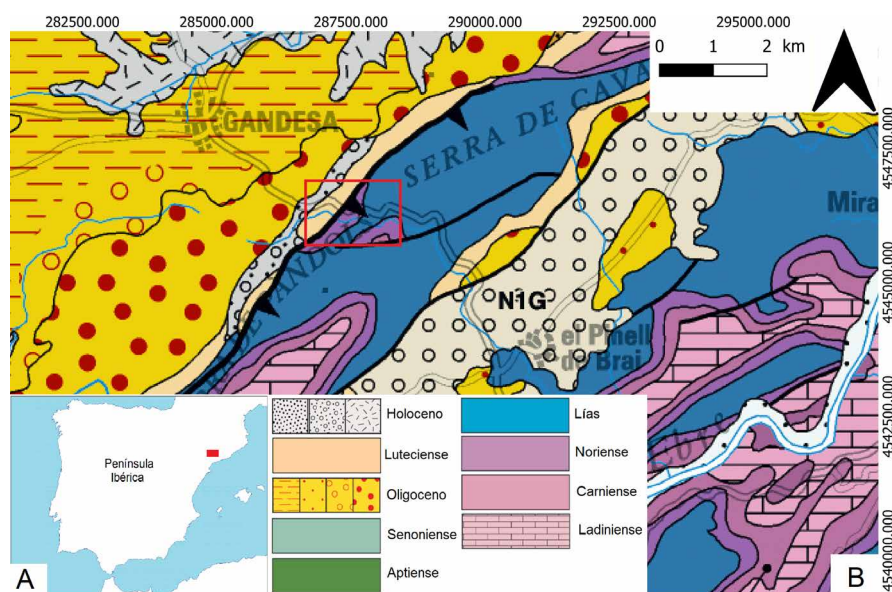 282500.000 285000.000 287500.000 290000.000 292500.000 295000.000
0 1 2 km
4547500.000
4545000.000
4542500.000
4540000.000
GANDESA
SERRA DE CAVA
Mira
N1G
el Pinell
de Brai
Península
Ibérica
A
Holoceno
Luteciense
Oligoceno
Senoniense
Aptiense
Lías
Noriense
Carniense
Ladiniense
B